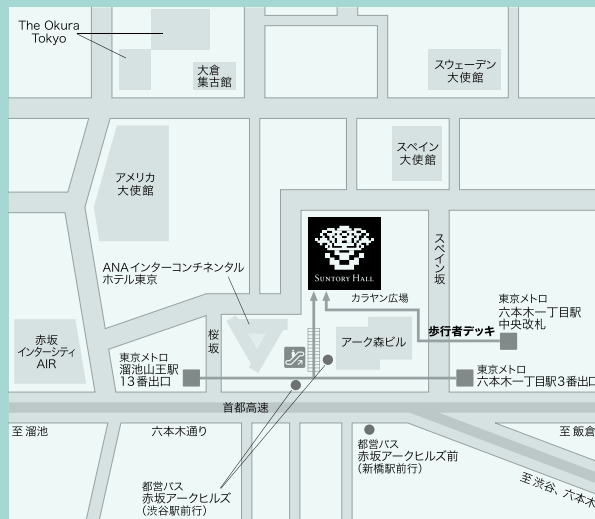 The Okura
Tokyo
大倉
集古館
スウェーデン
大使館
スペイン
大使館
アメリカ
大使館
SUNTORY HALL
スペイン坂
ANAインターコンチネンタル
ホテル東京
カラヤン広場
東京メトロ
六本木一丁目駅
中央改札
歩行者デッキ
桜坂
アーク森ビル
赤坂
インターシティ
AIR
東京メトロ
溜池山王駅
13番出口
東京メトロ
六本木一丁目駅3番出口
首都高速
至 溜池
六本木通り
至 飯倉
都営バス
赤坂アークヒルズ前
(新橋駅前行)
都営バス
赤坂アークヒルズ
(渋谷駅前行)
至 渋谷、六本木